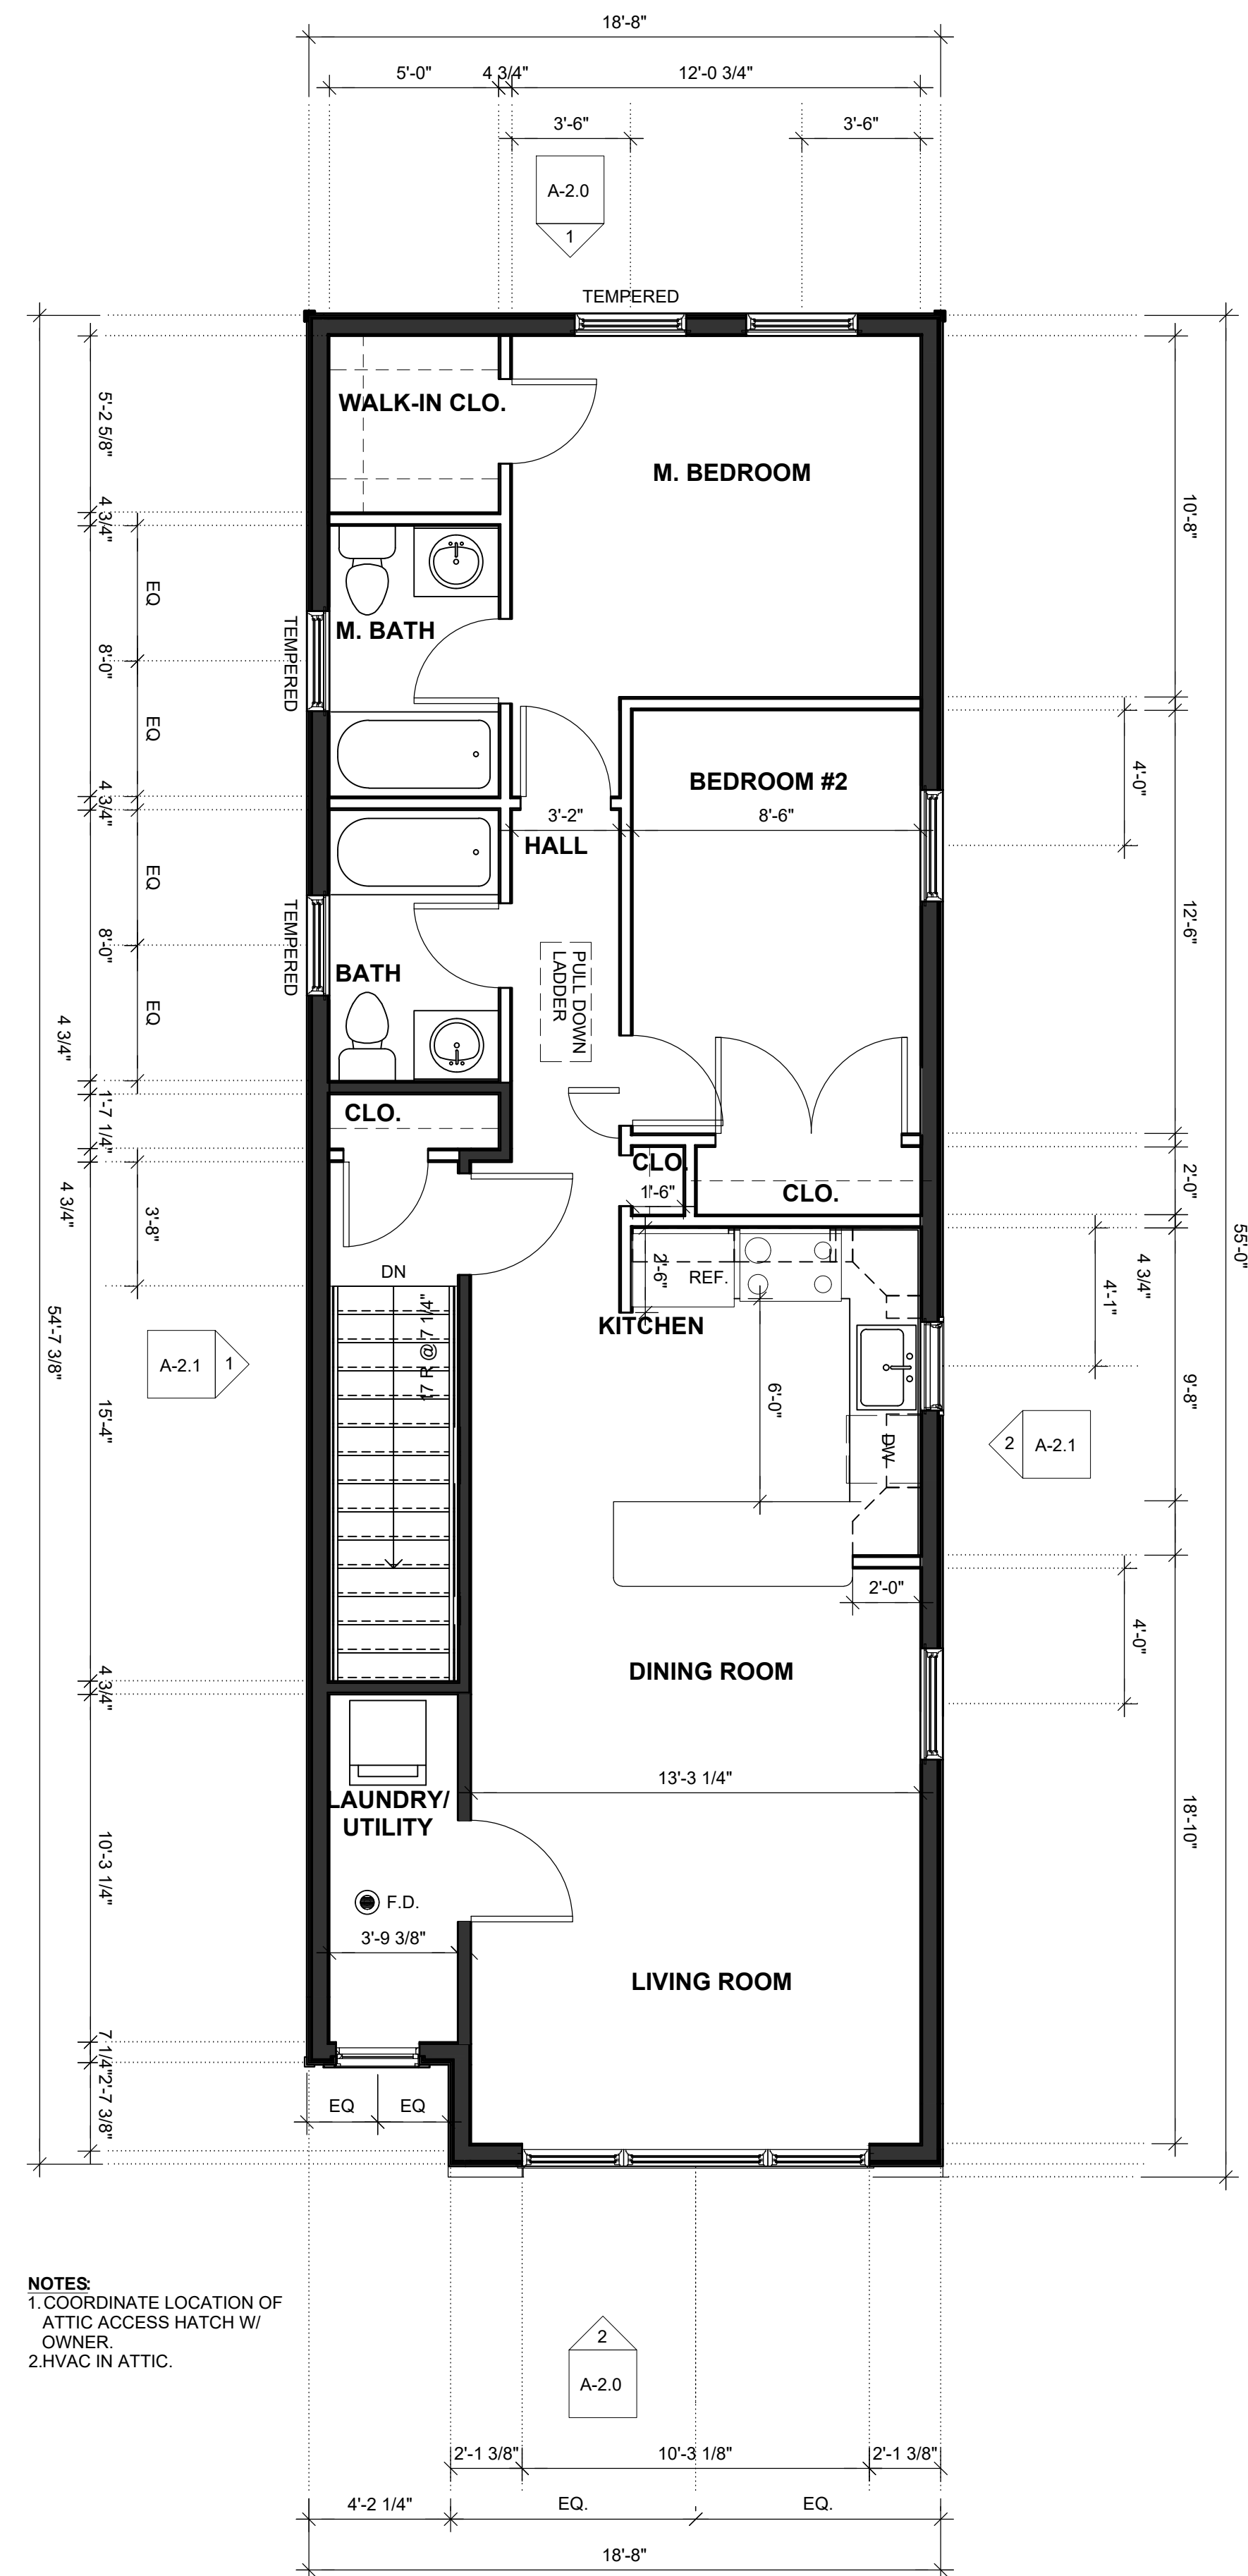 18'-8"
5'-0" 4 3/4" 12'-0 3/4"
3'-6" 3'-6"
A-2.0
1
TEMPERED
WALK-IN CLO.
M. BEDROOM
5'-2 5/8"
4 3/4"
EQ
8'-0"
EQ
4 3/4"
EQ
8'-0"
EQ
4 3/4"
1'-7 1/4"
4 3/4"
3'-8"
54'-7 3/8"
15'-4"
4 3/4"
10'-3 1/4"
7 1/4"
2'-7 3/8"
TEMPERED
TEMPERED
M. BATH
BEDROOM #2
3'-2" 8'-6"
HALL
BATH
PULL DOWN
LADDER
CLO.
CLO.
1'-6"
CLO.
DN
17 R @ 7 1/4"
2'-6"
REF.
KITCHEN
6'-0"
DW
2'-0"
A-2.1 1
2 A-2.1
DINING ROOM
13'-3 1/4"
LAUNDRY/
UTILITY
F.D.
3'-9 3/8"
LIVING ROOM
EQ EQ
10'-8"
4'-0"
12'-6"
2'-0"
4 3/4"
4'-1"
9'-8"
4'-0"
18'-10"
55'-0"
NOTES:
1. COORDINATE LOCATION OF
ATTIC ACCESS HATCH W/
OWNER.
2.HVAC IN ATTIC.
2
A-2.0
2'-1 3/8" 10'-3 1/8" 2'-1 3/8"
4'-2 1/4" EQ. EQ.
18'-8"